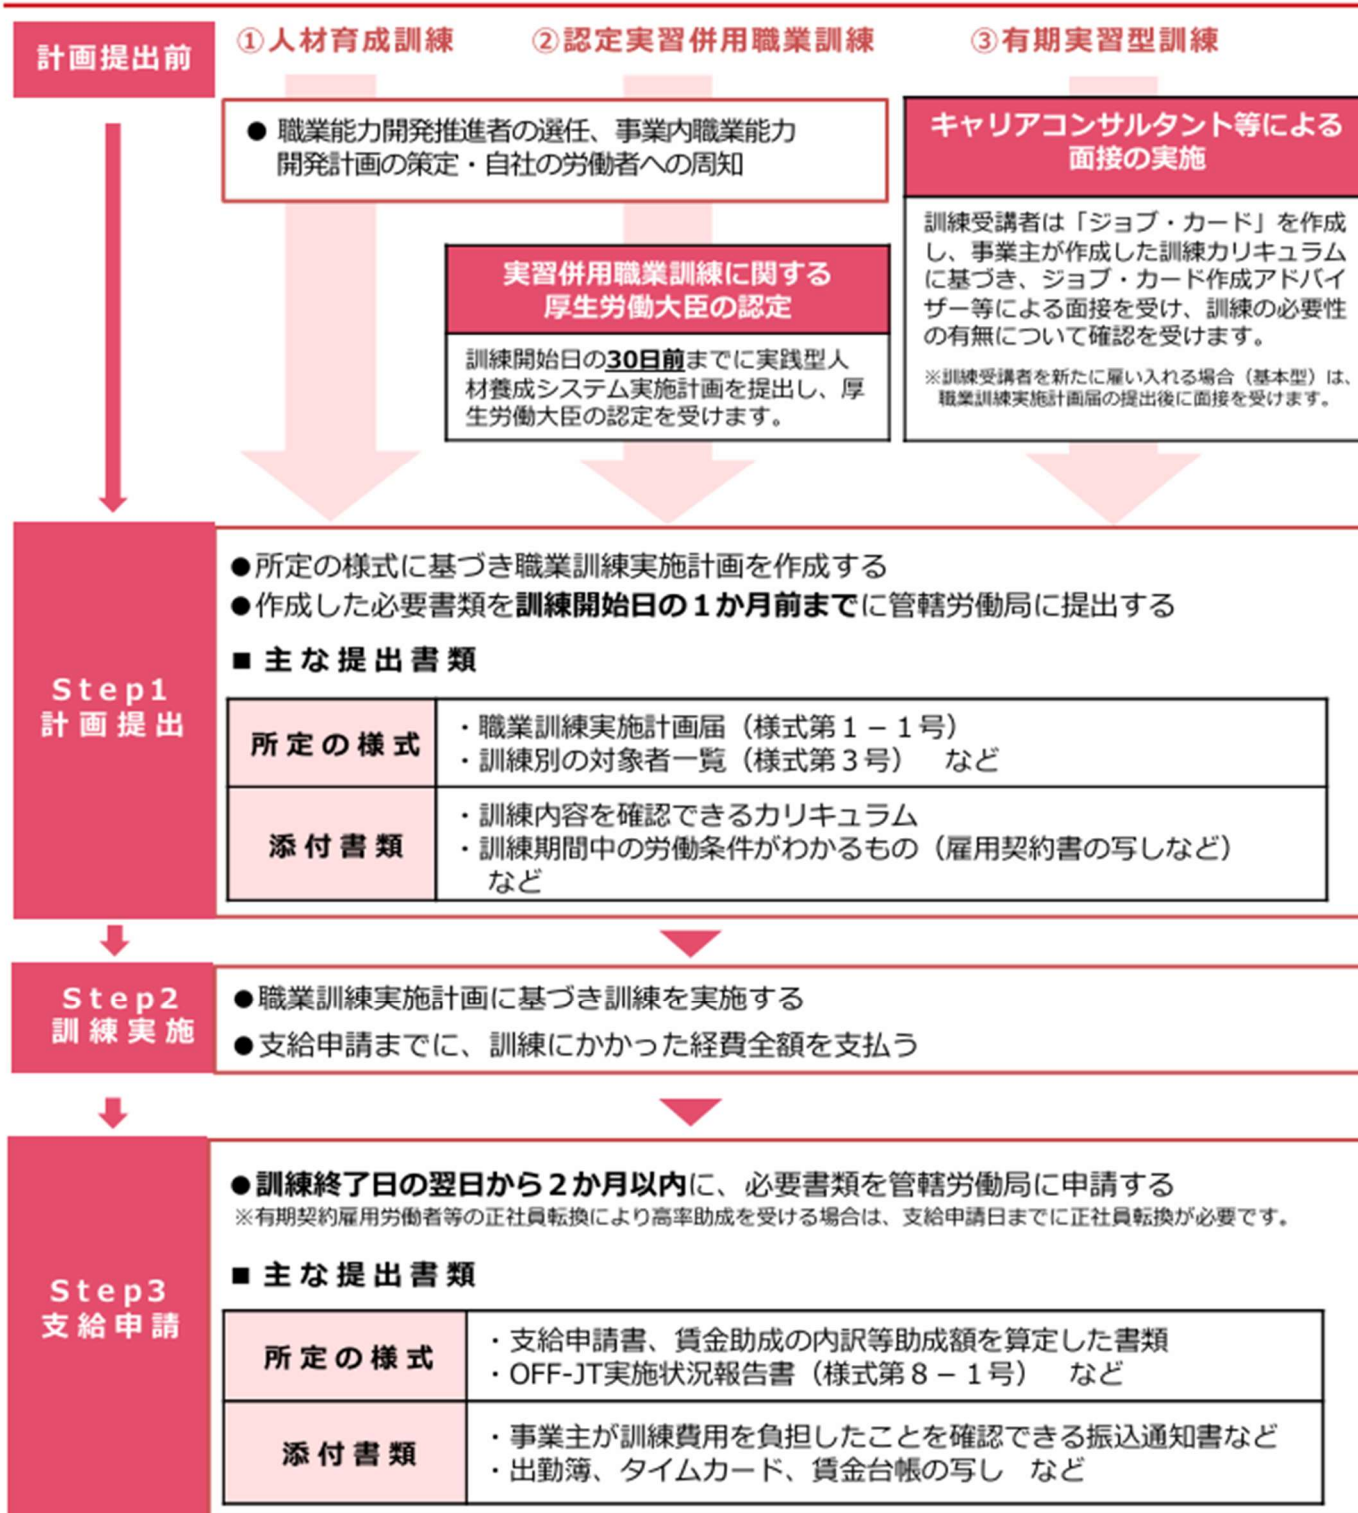 計画提出前
①人材育成訓練
②認定実習併用職業訓練
③有期実習型訓練
● 職業能力開発推進者の選任、事業内職業能力
開発計画の策定・自社の労働者への周知
実習併用職業訓練に関する
厚生労働大臣の認定
訓練開始日の30日前までに実践型人
材養成システム実施計画を提出し、厚
生労働大臣の認定を受けます。
キャリアコンサルタント等による
面接の実施
訓練受講者は「ジョブ・カード」を作成
し、事業主が作成した訓練カリキュラム
に基づき、ジョブ・カード作成アドバイ
ザー等による面接を受け、訓練の必要性
の有無について確認を受けます。
※訓練受講者を新たに雇い入れる場合（基本型）は、
職業訓練実施計画届の提出後に面接を受けます。
Step1
計画提出
●所定の様式に基づき職業訓練実施計画を作成する
●作成した必要書類を訓練開始日の１か月前までに管轄労働局に提出する
■ 主な提出書類
所定の様式
・職業訓練実施計画届（様式第１－１号）
・訓練別の対象者一覧（様式第３号）　など
添付書類
・訓練内容を確認できるカリキュラム
・訓練期間中の労働条件がわかるもの（雇用契約書の写しなど）
など
Step2
訓練実施
●職業訓練実施計画に基づき訓練を実施する
●支給申請までに、訓練にかかった経費全額を支払う
Step3
支給申請
●訓練終了日の翌日から２か月以内に、必要書類を管轄労働局に申請する
※有期契約雇用労働者等の正社員転換により高率助成を受ける場合は、支給申請日までに正社員転換が必要です。
■ 主な提出書類
所定の様式
・支給申請書、賃金助成の内訳等助成額を算定した書類
・OFF-JT実施状況報告書（様式第８－１号）　など
添付書類
・事業主が訓練費用を負担したことを確認できる振込通知書など
・出勤簿、タイムカード、賃金台帳の写し　など